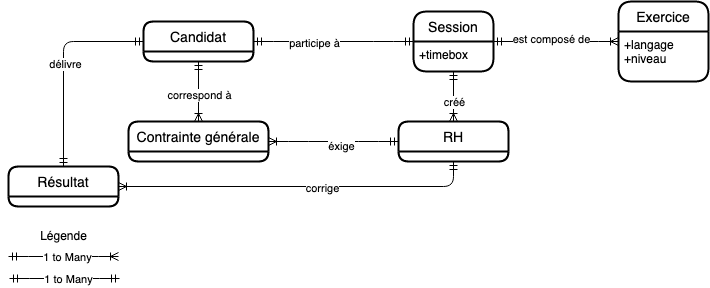 Candidat
participe à
Session
+timebox
est composé de
Exercice
+langage
+niveau
délivre
correspond à
créé
Contrainte générale
éxige
RH
Résultat
corrige
Légende
1 to Many
1 to Many